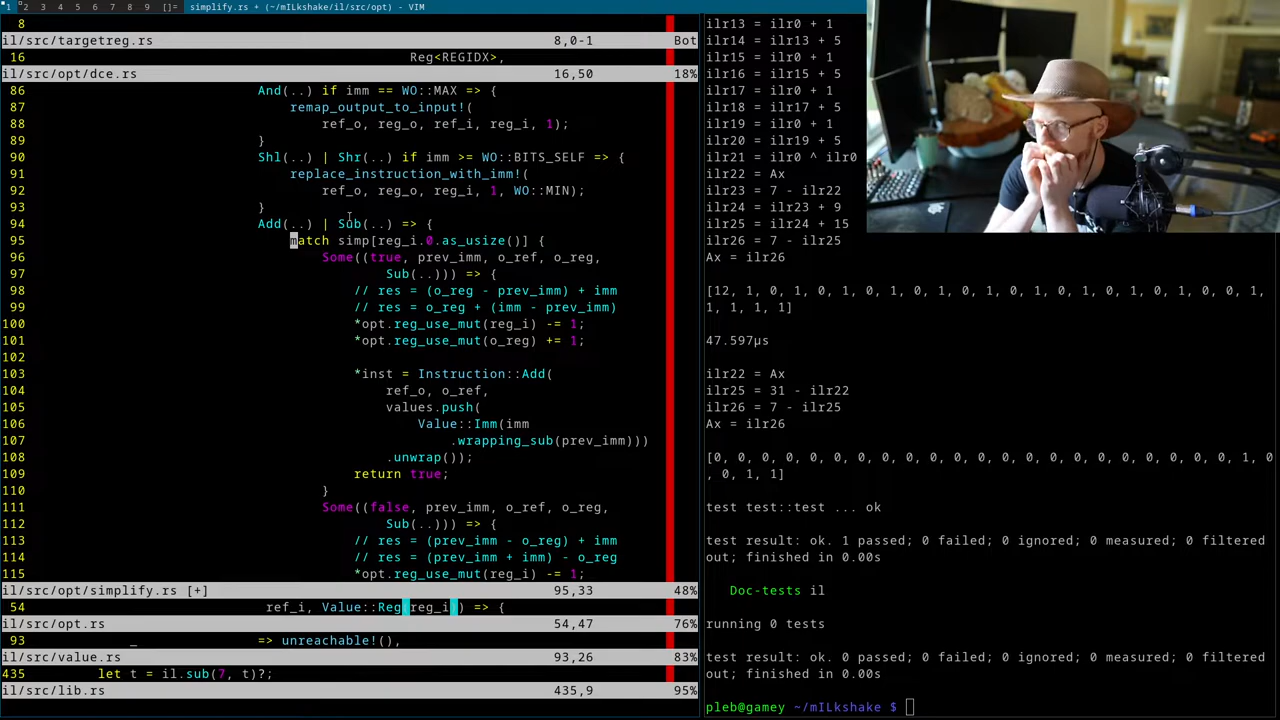 1 2 3 4 5 6 7 8 9 []= simplify.rs + (~/mILkshake/il/src/opt) - VIM
8
il/src/targetreg.rs 8,0-1 Bot
16 Reg<REGIDX>,
il/src/opt/dce.rs 16,50 18%
86 And(..) if imm == WO::MAX => {
87 remap_output_to_input!(
88 ref_o, reg_o, ref_i, reg_i, 1);
89 }
90 Shl(..) | Shr(..) if imm >= WO::BITS_SELF => {
91 replace_instruction_with_imm!(
92 ref_o, reg_o, reg_i, 1, WO::MIN);
93 }
94 Add(..) | Sub(..) => {
95 match simp[reg_i.0.as_usize()] {
96 Some((true, prev_imm, o_ref, o_reg,
97 Sub(..))) => {
98 // res = (o_reg - prev_imm) + imm
99 // res = o_reg + (imm - prev_imm)
100 *opt.reg_use_mut(reg_i) -= 1;
101 *opt.reg_use_mut(o_reg) += 1;
102
103 *inst = Instruction::Add(
104 ref_o, o_ref,
105 values.push(
106 Value::Imm(imm
107 .wrapping_sub(prev_imm)))
108 .unwrap());
109 return true;
110 }
111 Some((false, prev_imm, o_ref, o_reg,
112 Sub(..))) => {
113 // res = (prev_imm - o_reg) + imm
114 // res = (prev_imm + imm) - o_reg
115 *opt.reg_use_mut(reg_i) -= 1;
il/src/opt/simplify.rs [+] 95,33 48%
54 ref_i, Value::Reg(reg_i)) => {
il/src/opt.rs 54,47 76%
93 _ => unreachable!(),
il/src/value.rs 93,26 83%
435 let t = il.sub(7, t)?;
il/src/lib.rs 435,9 95%
ilr13 = ilr0 + 1
ilr14 = ilr13 + 5
ilr15 = ilr0 + 1
ilr16 = ilr15 + 5
ilr17 = ilr0 + 1
ilr18 = ilr17 + 5
ilr19 = ilr0 + 1
ilr20 = ilr19 + 5
ilr21 = ilr0 ^ ilr0
ilr22 = Ax
ilr23 = 7 - ilr22
ilr24 = ilr23 + 9
ilr25 = ilr24 + 15
ilr26 = 7 - ilr25
Ax = ilr26
[12, 1, 0, 1, 0, 1, 0, 1, 0, 1, 0, 1, 0, 1, 0, 1, 0, 1, 0, 0, 1,
1, 1, 1, 1]
47.597µs
ilr22 = Ax
ilr25 = 31 - ilr22
ilr26 = 7 - ilr25
Ax = ilr26
[0, 0, 0, 0, 0, 0, 0, 0, 0, 0, 0, 0, 0, 0, 0, 0, 0, 0, 0, 0, 0, 1, 0
, 0, 1, 1]
test test::test ... ok
test result: ok. 1 passed; 0 failed; 0 ignored; 0 measured; 0 filtered
out; finished in 0.00s
Doc-tests il
running 0 tests
test result: ok. 0 passed; 0 failed; 0 ignored; 0 measured; 0 filtered
out; finished in 0.00s
pleb@gamey ~/mILkshake $